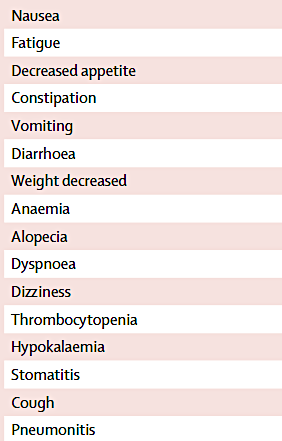 Nausea
Fatigue
Decreased appetite
Constipation
Vomiting
Diarrhoea
Weight decreased
Anaemia
Alopecia
Dyspnoea
Dizziness
Thrombocytopenia
Hypokalaemia
Stomatitis
Cough
Pneumonitis